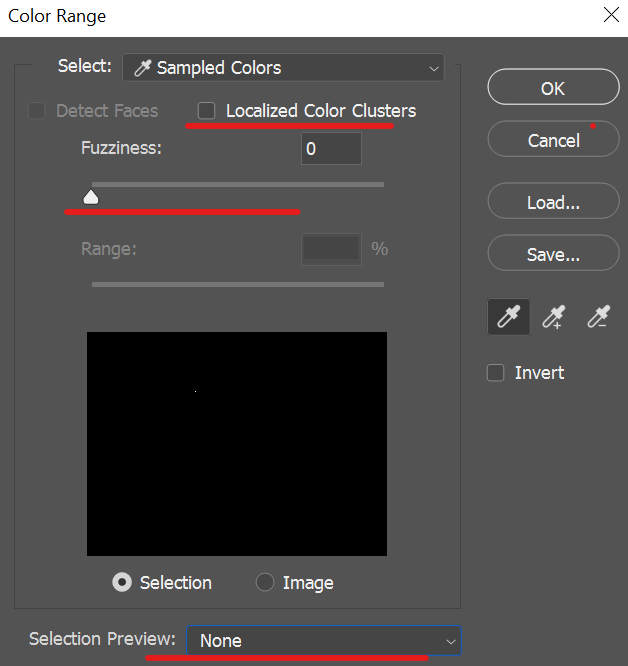 Color Range
Select: Sampled Colors
OK
Detect Faces Localized Color Clusters
Cancel
Fuzziness: 0
Load...
Range: %
Save...
Invert
Selection Image
Selection Preview: None